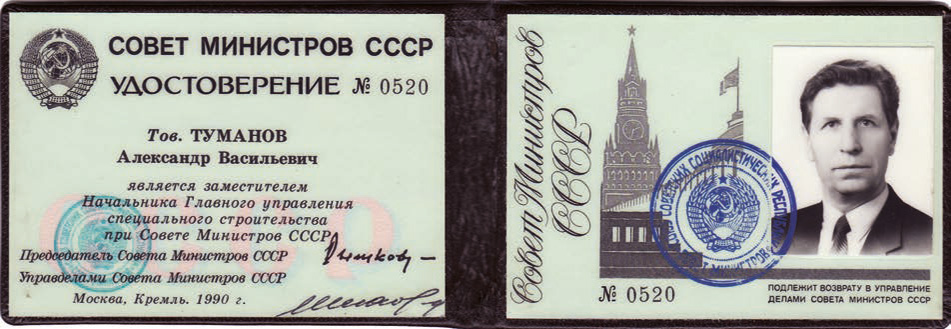 СОВЕТ МИНИСТРОВ СССР
УДОСТОВЕРЕНИЕ № 0520
Тов. ТУМАНОВ
Александр Васильевич
является заместителем
Начальника Главного управления
специального строительства
при Совете Министров СССР
Председатель Совета Министров СССР
Управделами Совета Министров СССР
Москва, Кремль. 1990 г.
Совет Министров
СССР
СОВЕТСКИХ СОЦИАЛИСТИЧЕСКИХ
№ 0520
ПОДЛЕЖИТ ВОЗВРАТУ В УПРАВЛЕНИЕ
ДЕЛАМИ СОВЕТА МИНИСТРОВ СССР